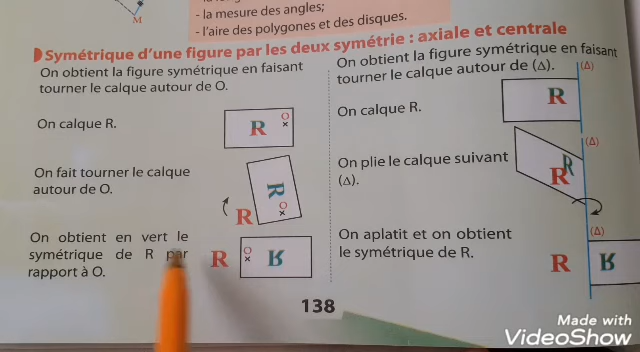 M
- la mesure des angles;
- l'aire des polygones et des disques.
Symétrique d'une figure par les deux symétrie : axiale et centrale
On obtient la figure symétrique en faisant
tourner le calque autour de O.
On calque R.
R
O
On fait tourner le calque
autour de O.
R
O
R
On obtient en vert le
symétrique de R par
rapport à O.
R
O
R
On obtient la figure symétrique en faisant
tourner le calque autour de (Δ).
(Δ)
On calque R.
R
On plie le calque suivant
(Δ).
(Δ)
R
R
On aplatit et on obtient
le symétrique de R.
(Δ)
R
R
138
Made with
VideoShow